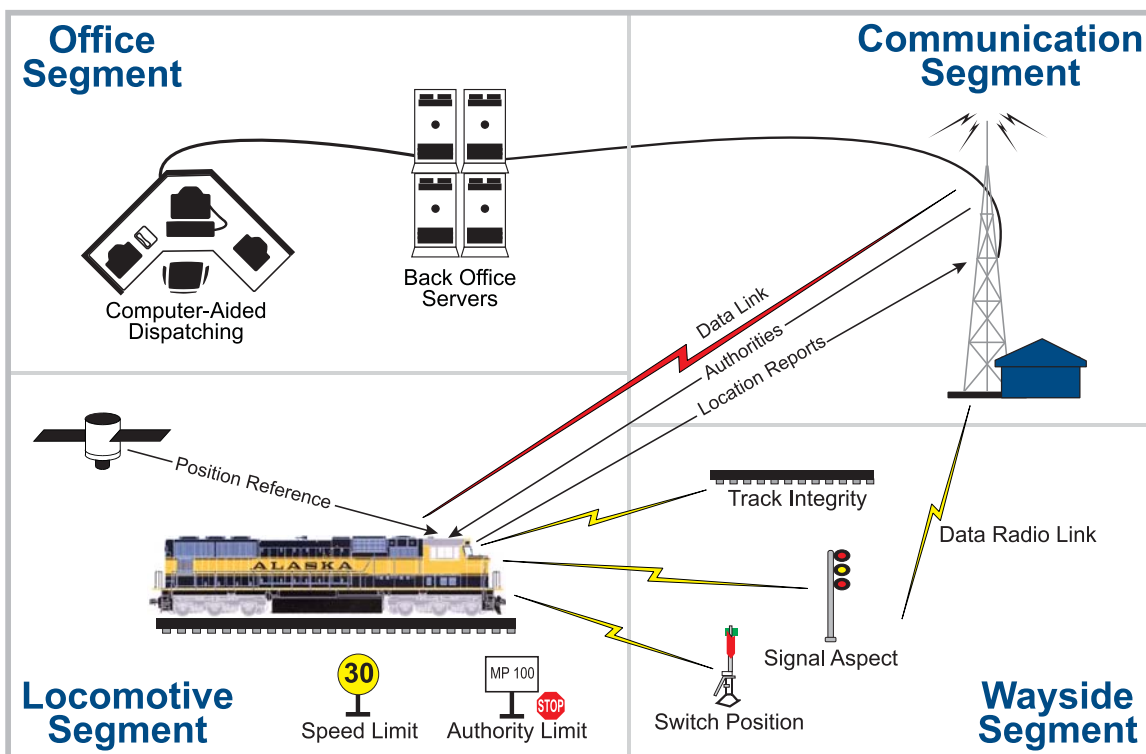 Office
Segment
Communication
Segment
Computer-Aided
Dispatching
Back Office
Servers
Data Link
Authorities
Location Reports
Position Reference
Track Integrity
Data Radio Link
ALASKA
Signal Aspect
Switch Position
30
Speed Limit
MP 100
STOP
Authority Limit
Locomotive
Segment
Wayside
Segment